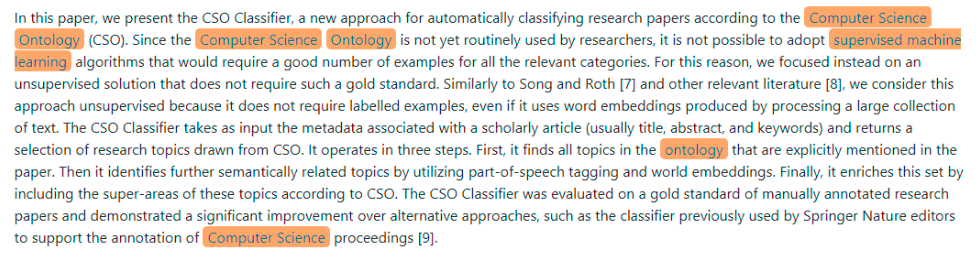 In this paper, we present the CSO Classifier, a new approach for automatically classifying research papers according to the Computer Science
Ontology (CSO). Since the Computer Science Ontology is not yet routinely used by researchers, it is not possible to adopt supervised machine
learning algorithms that would require a good number of examples for all the relevant categories. For this reason, we focused instead on an
unsupervised solution that does not require such a gold standard. Similarly to Song and Roth [7] and other relevant literature [8], we consider this
approach unsupervised because it does not require labelled examples, even if it uses word embeddings produced by processing a large collection
of text. The CSO Classifier takes as input the metadata associated with a scholarly article (usually title, abstract, and keywords) and returns a
selection of research topics drawn from CSO. It operates in three steps. First, it finds all topics in the ontology that are explicitly mentioned in the
paper. Then it identifies further semantically related topics by utilizing part-of-speech tagging and world embeddings. Finally, it enriches this set by
including the super-areas of these topics according to CSO. The CSO Classifier was evaluated on a gold standard of manually annotated research
papers and demonstrated a significant improvement over alternative approaches, such as the classifier previously used by Springer Nature editors
to support the annotation of Computer Science proceedings [9].